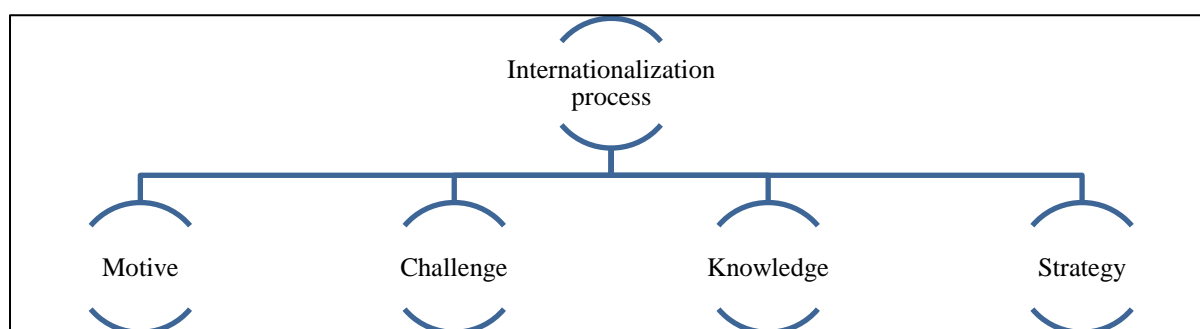 Internationalization
process
Motive
Challenge
Knowledge
Strategy